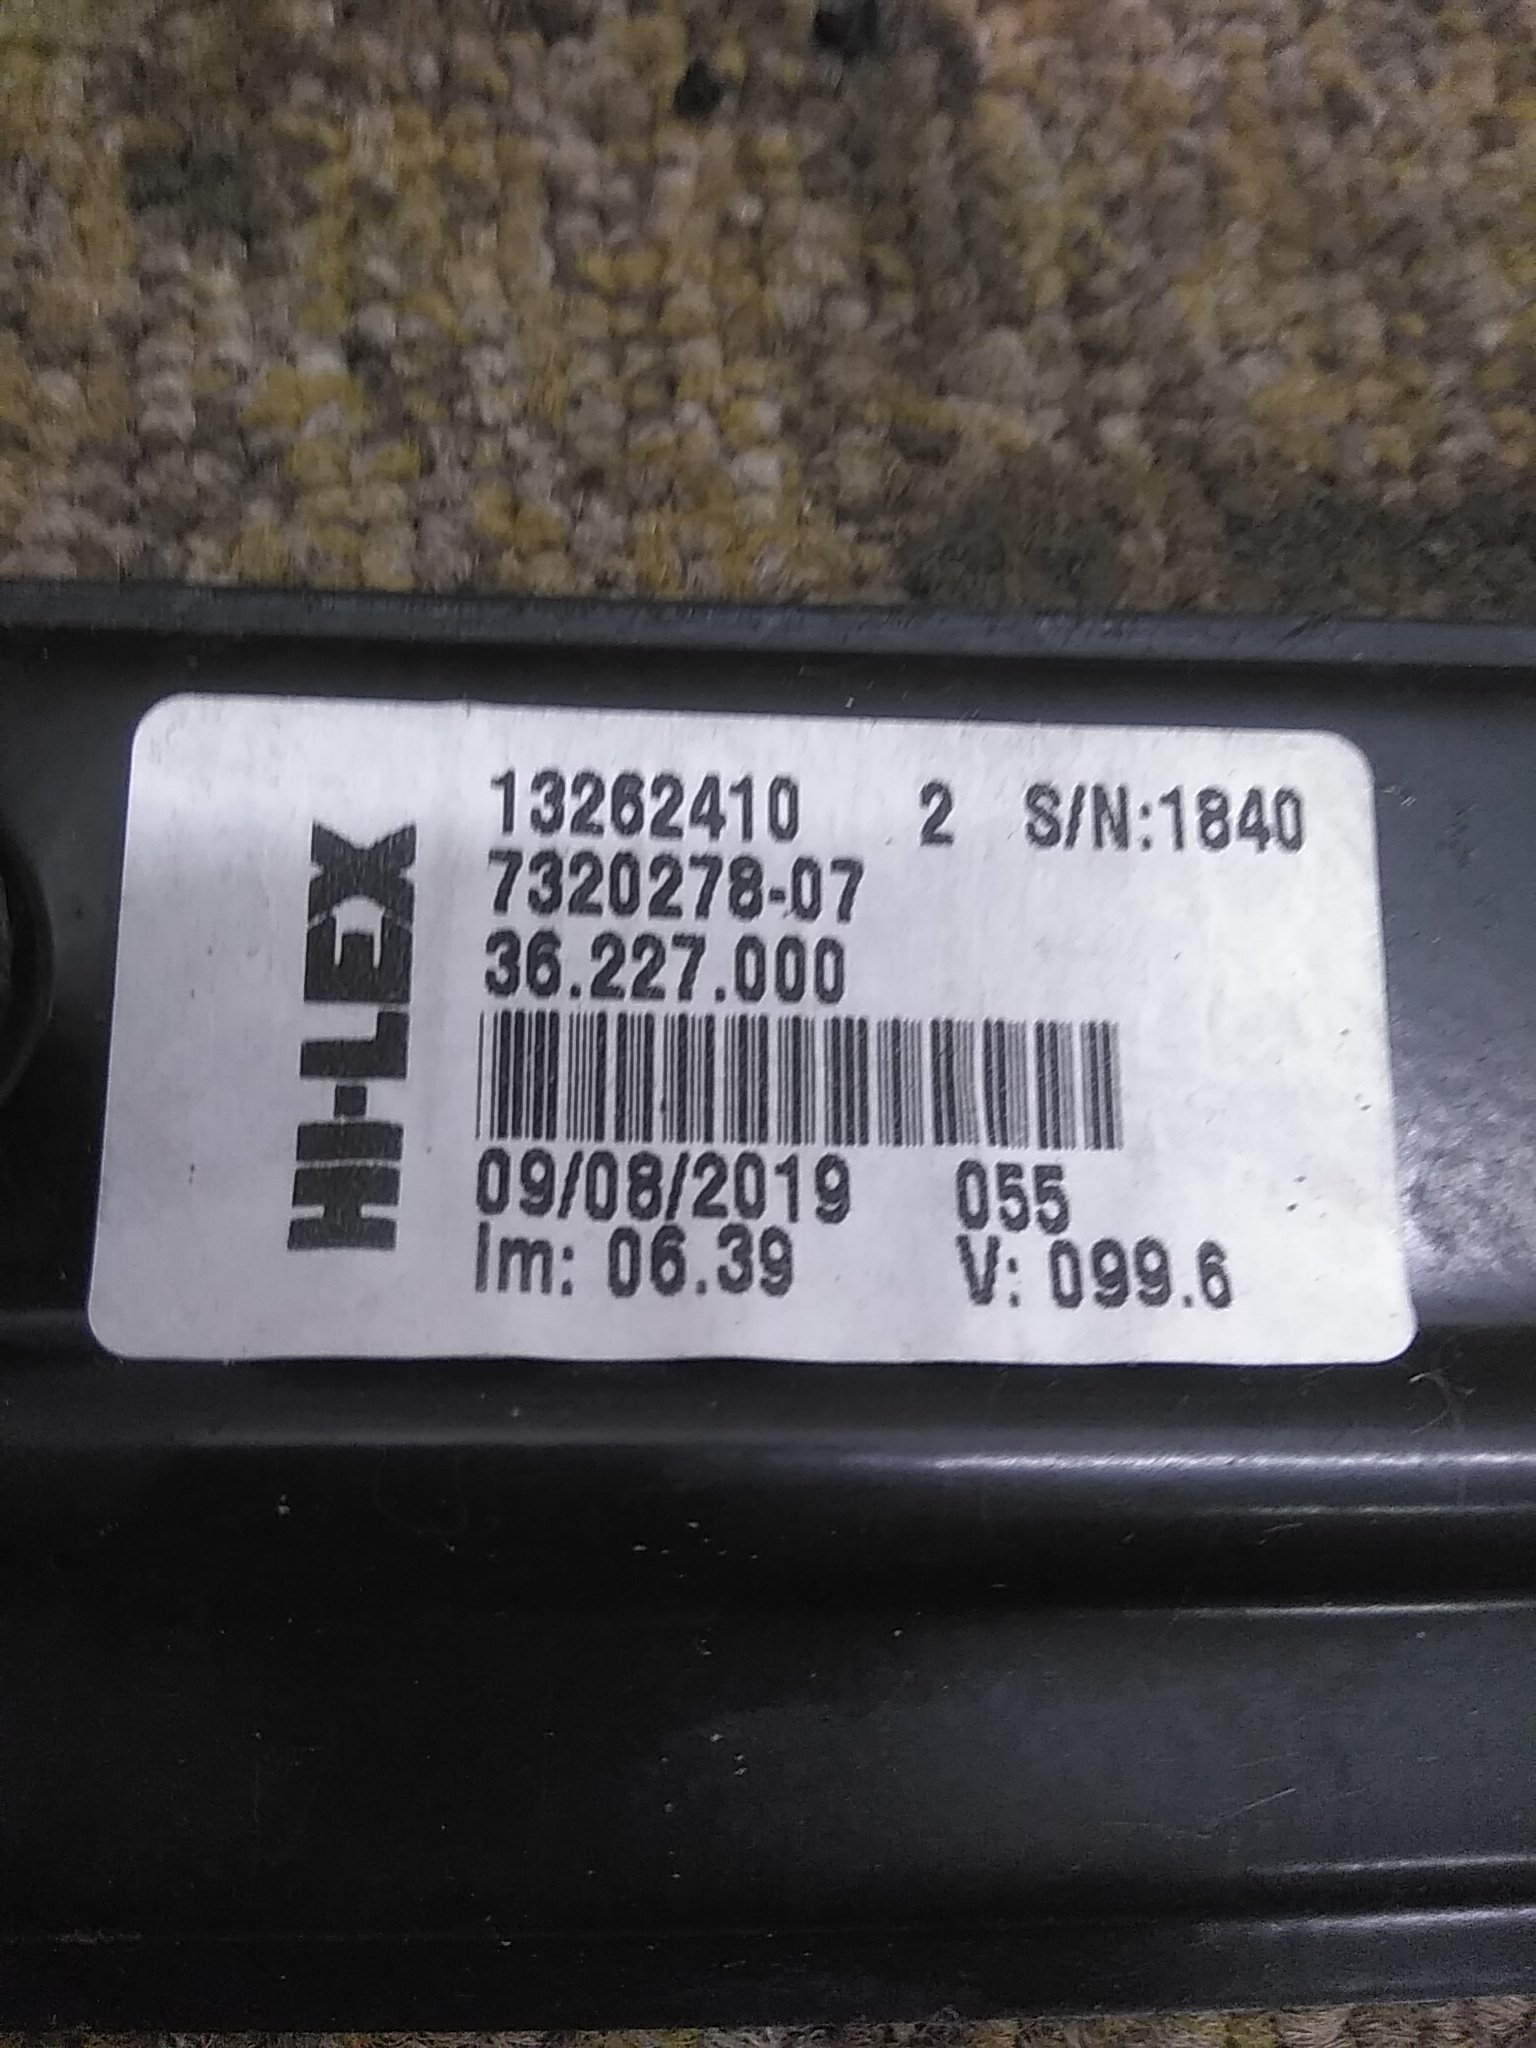 HI-LEX
13262410 2 S/N:1840
7320278-07
36.227.000
09/08/2019 055
Im: 06.39 V: 099.6